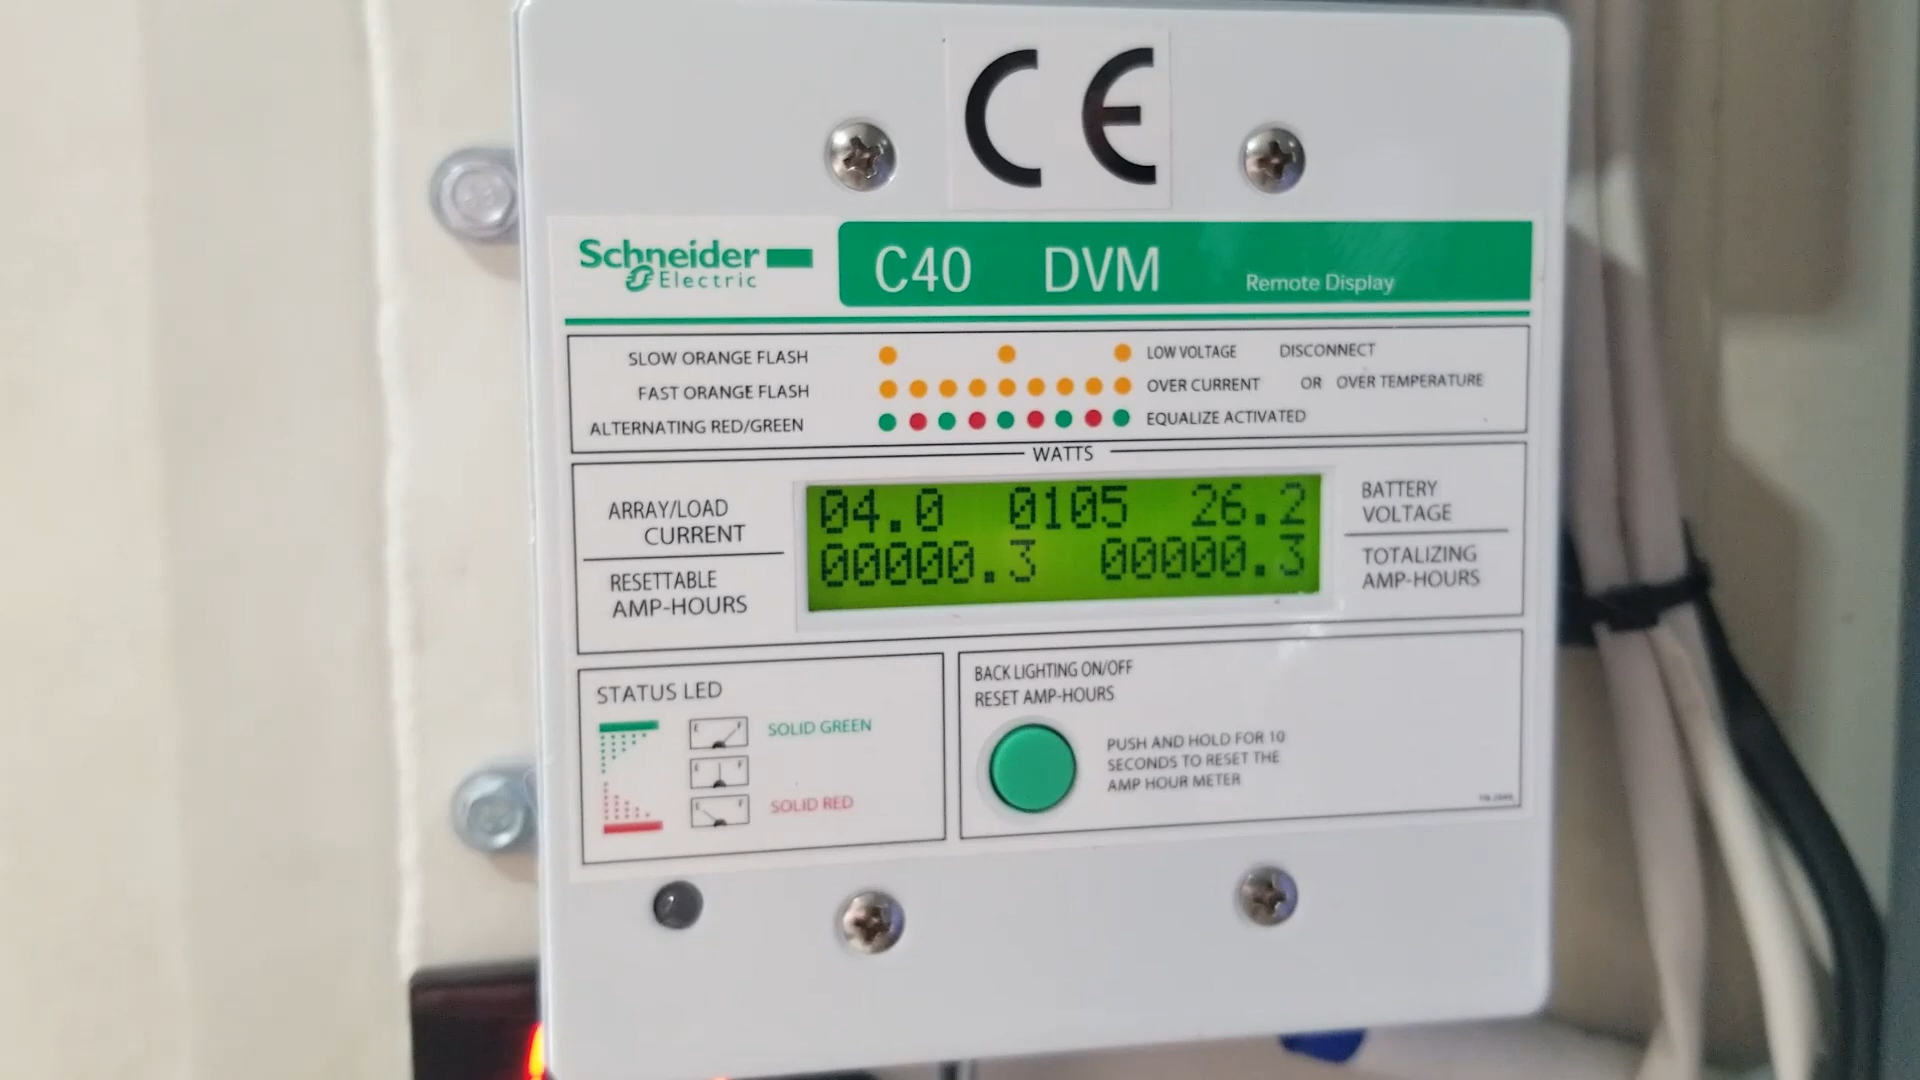 CE
Schneider Electric
C40 DVM Remote Display
SLOW ORANGE FLASH LOW VOLTAGE DISCONNECT
FAST ORANGE FLASH OVER CURRENT OR OVER TEMPERATURE
ALTERNATING RED/GREEN EQUALIZE ACTIVATED
WATTS
ARRAY/LOAD
CURRENT
RESETTABLE
AMP-HOURS
04.0 0105 26.2
00000.3 00000.3
BATTERY
VOLTAGE
TOTALIZING
AMP-HOURS
STATUS LED
E F SOLID GREEN
E F
E F SOLID RED
BACK LIGHTING ON/OFF
RESET AMP-HOURS
PUSH AND HOLD FOR 10
SECONDS TO RESET THE
AMP HOUR METER